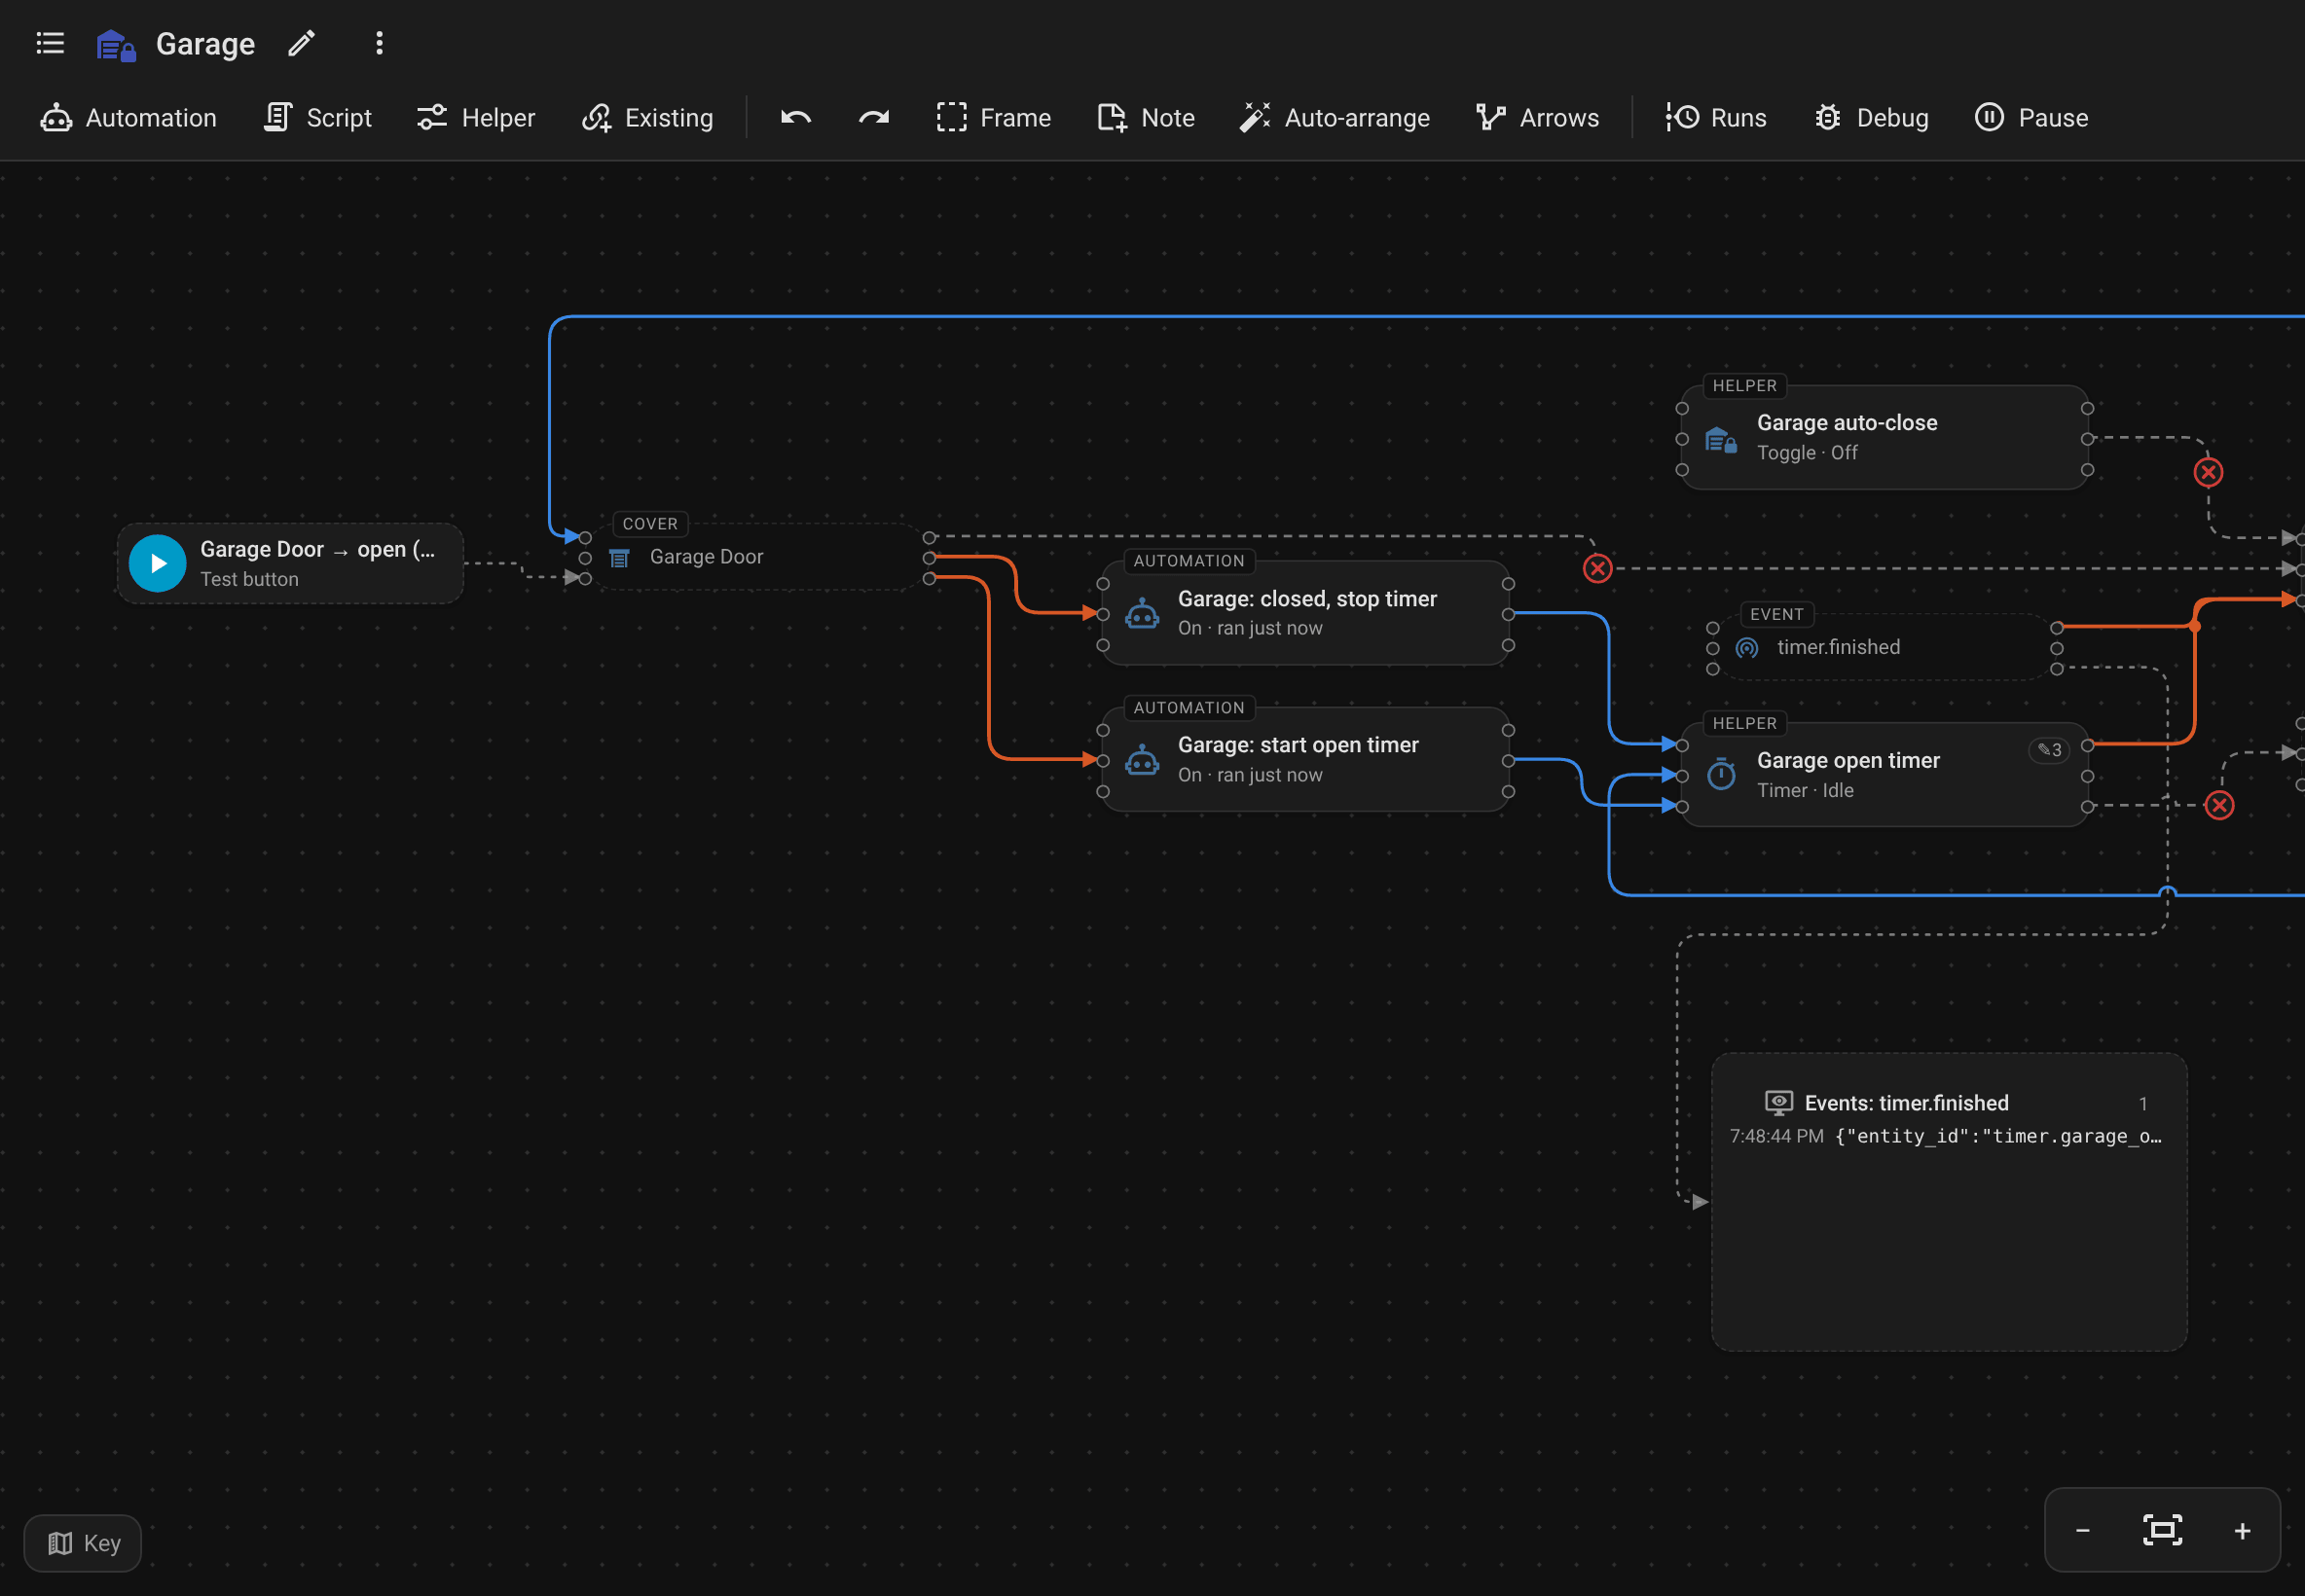 Garage
Automation
Script
Helper
Existing
Frame
Note
Auto-arrange
Arrows
Runs
Debug
Pause
HELPER
Garage auto-close
Toggle · Off
Garage Door → open (…
Test button
COVER
Garage Door
AUTOMATION
Garage: closed, stop timer
On · ran just now
EVENT
timer.finished
AUTOMATION
Garage: start open timer
On · ran just now
HELPER
Garage open timer
Timer · Idle
✎3
Events: timer.finished
1
7:48:44 PM {"entity_id":"timer.garage_o…
Key